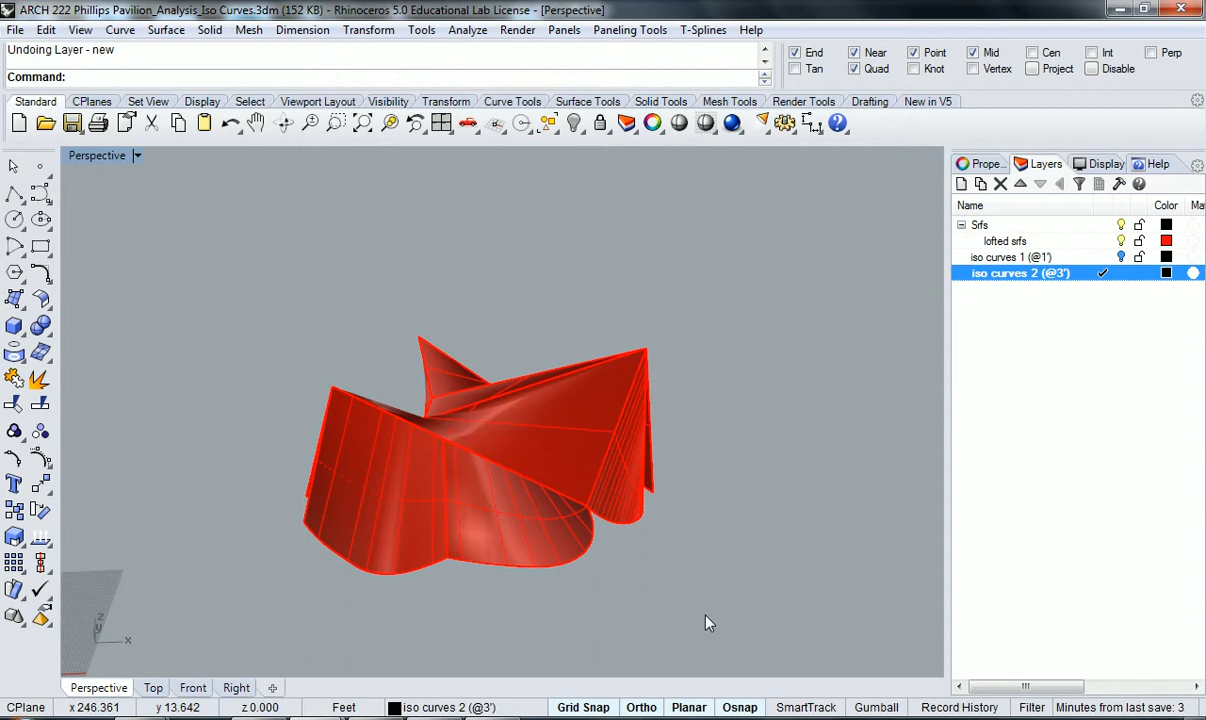 ARCH 222 Phillips Pavilion_Analysis_Iso Curves.3dm (152 KB) - Rhinoceros 5.0 Educational Lab License - [Perspective]
File Edit View Curve Surface Solid Mesh Dimension Transform Tools Analyze Render Panels Paneling Tools T-Splines Help
Undoing Layer - new
Command:
End Near Point Mid Cen Int Perp
Tan Quad Knot Vertex Project Disable
Standard CPlanes Set View Display Select Viewport Layout Visibility Transform Curve Tools Surface Tools Solid Tools Mesh Tools Render Tools Drafting New in V5
Perspective
Prope... Layers Display Help
Name Color Ma
Srfs
lofted srfs
iso curves 1 (@1')
iso curves 2 (@3')
z
y
x
Perspective Top Front Right
CPlane x 246.361 y 13.642 z 0.000 Feet iso curves 2 (@3') Grid Snap Ortho Planar Osnap SmartTrack Gumball Record History Filter Minutes from last save: 3